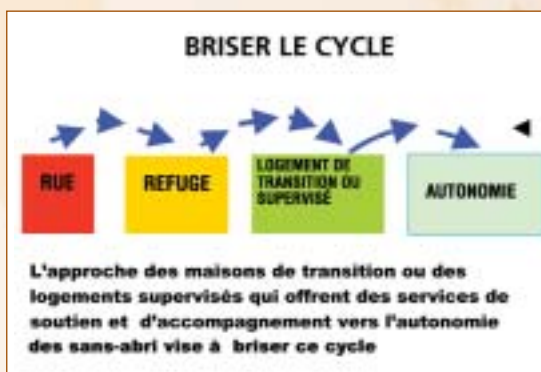 BRISER LE CYCLE
RUE
REFUGE
LOGEMENT DE
TRANSITION OU
SUPERVISÉ
AUTONOMIE
L'approche des maisons de transition ou des
logements supervisés qui offrent des services de
soutien et d'accompagnement vers l'autonomie
des sans-abri vise à briser ce cycle